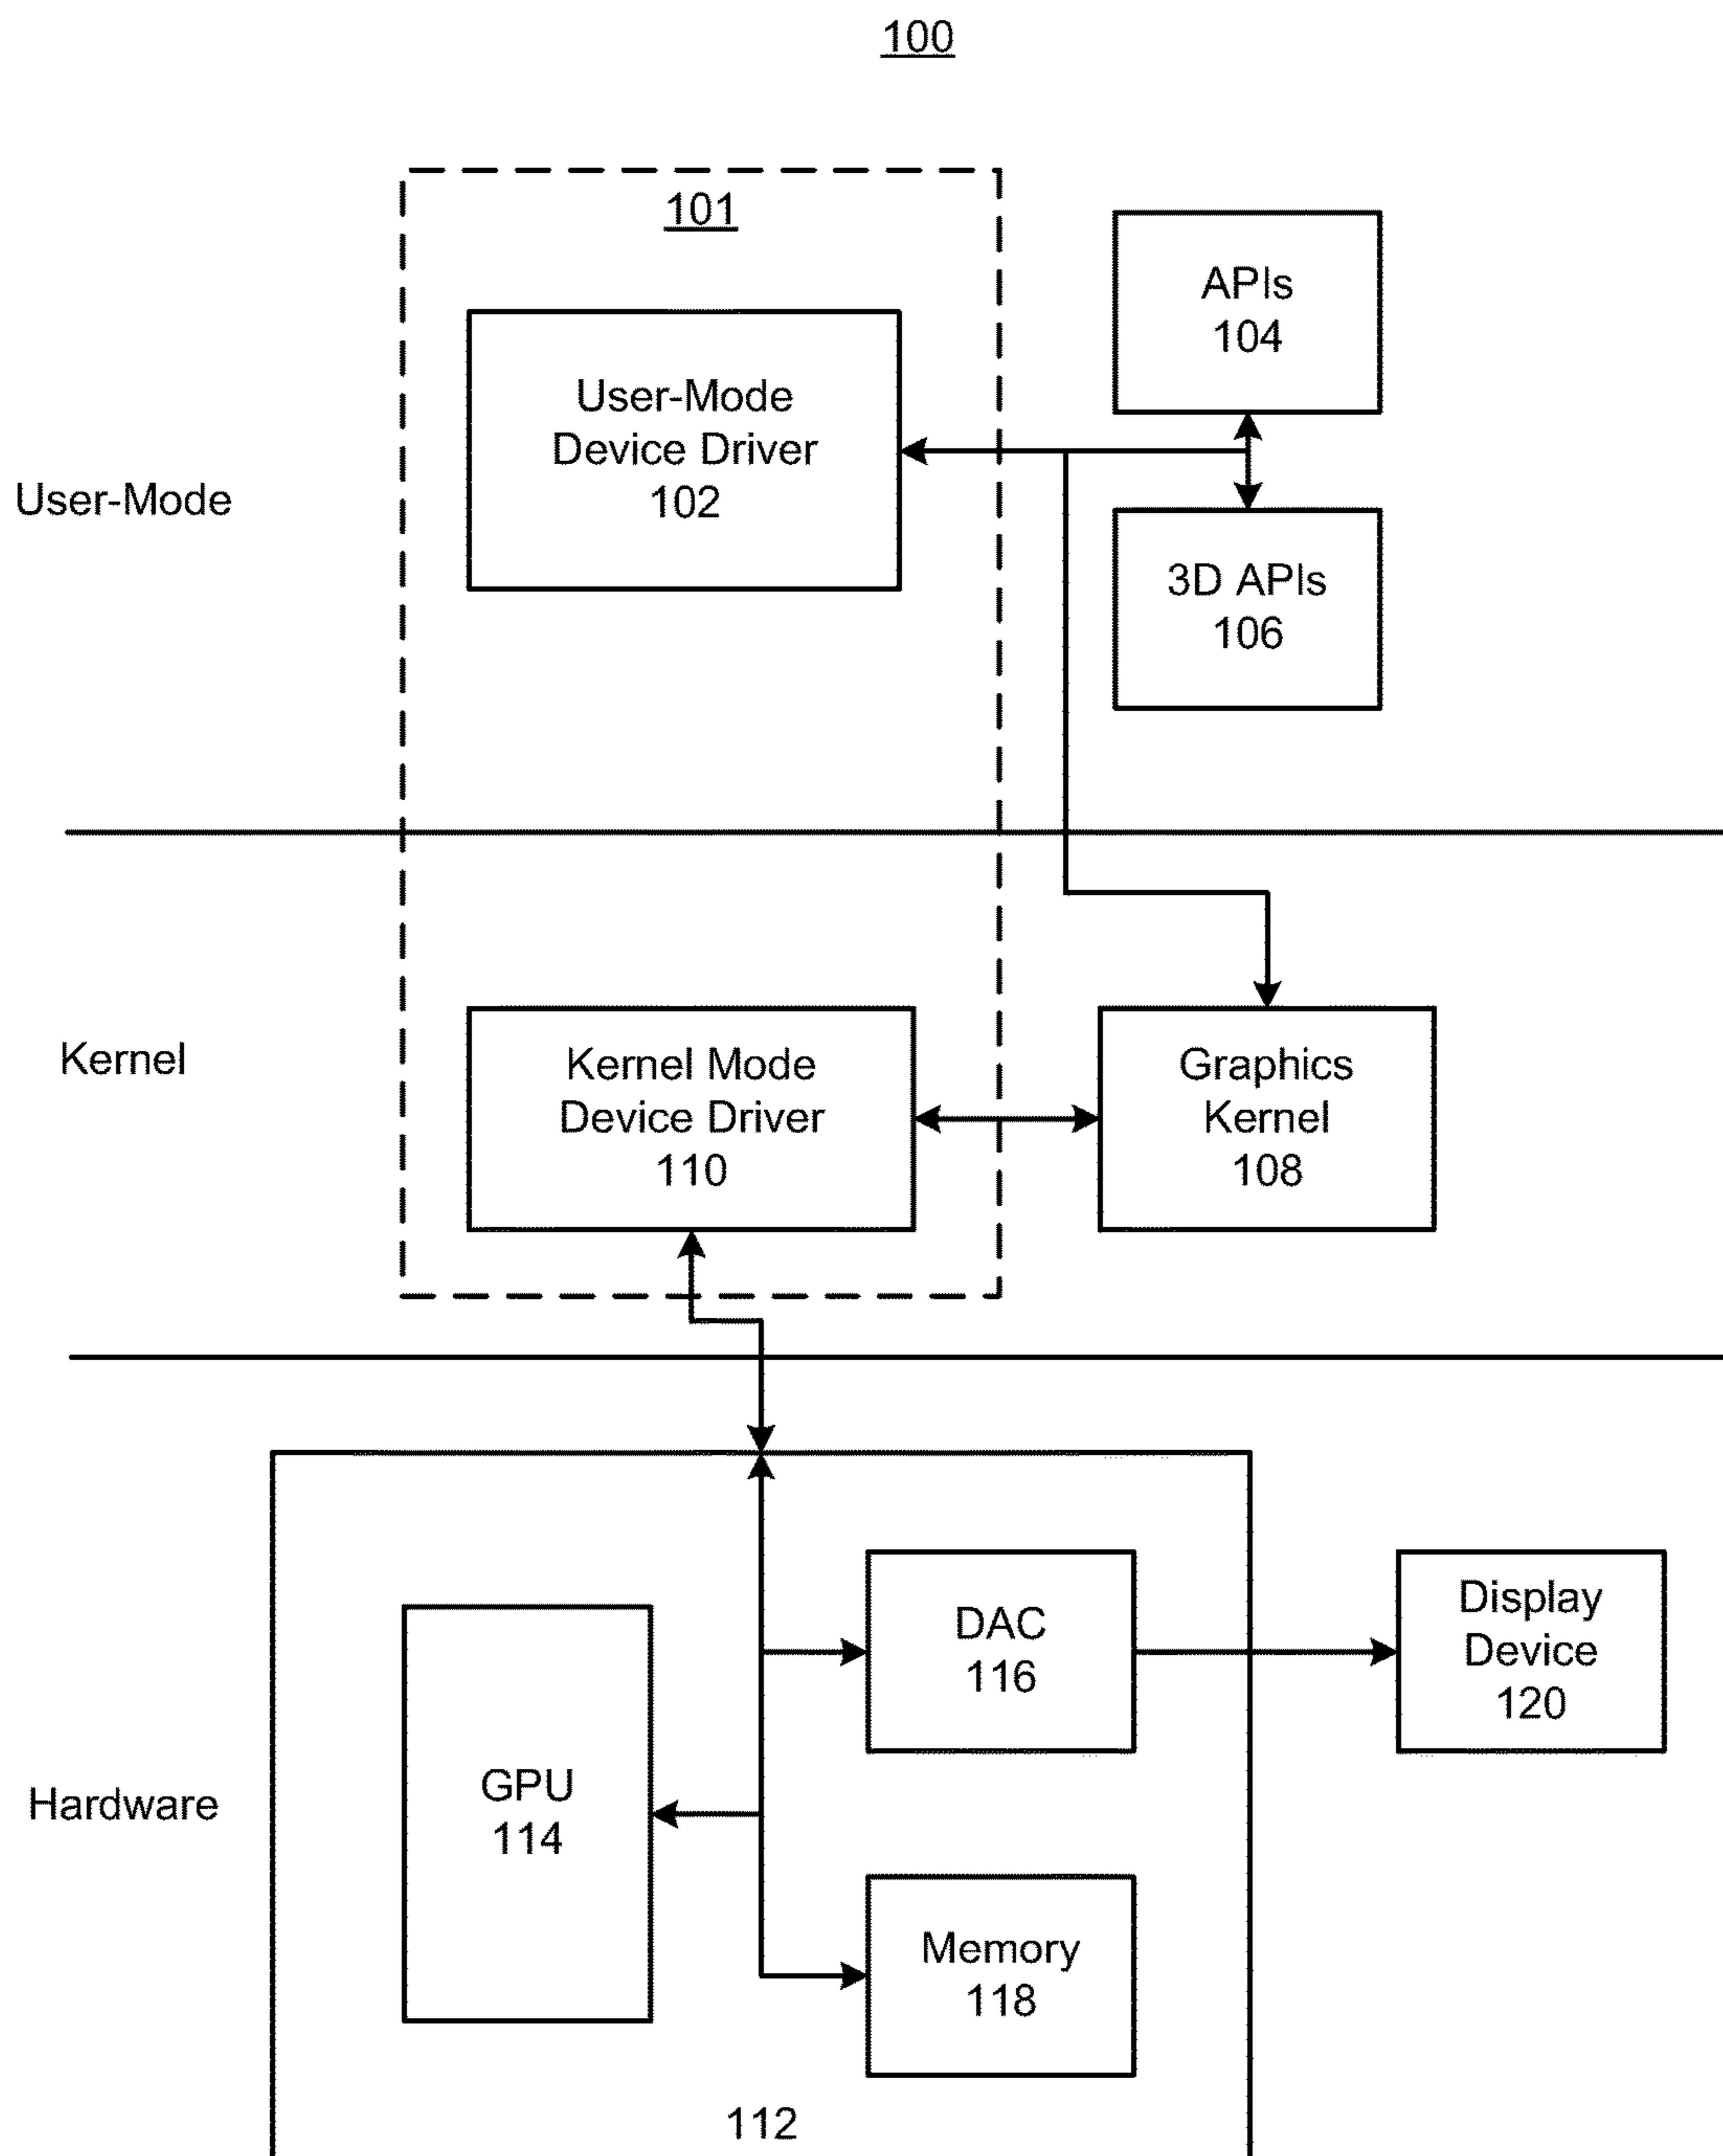 100
101
APIs
104
User-Mode
Device Driver
102
User-Mode
3D APIs
106
Kernel
Kernel Mode
Device Driver
110
Graphics
Kernel
108
DAC
116
Display
Device
120
GPU
114
Hardware
Memory
118
112